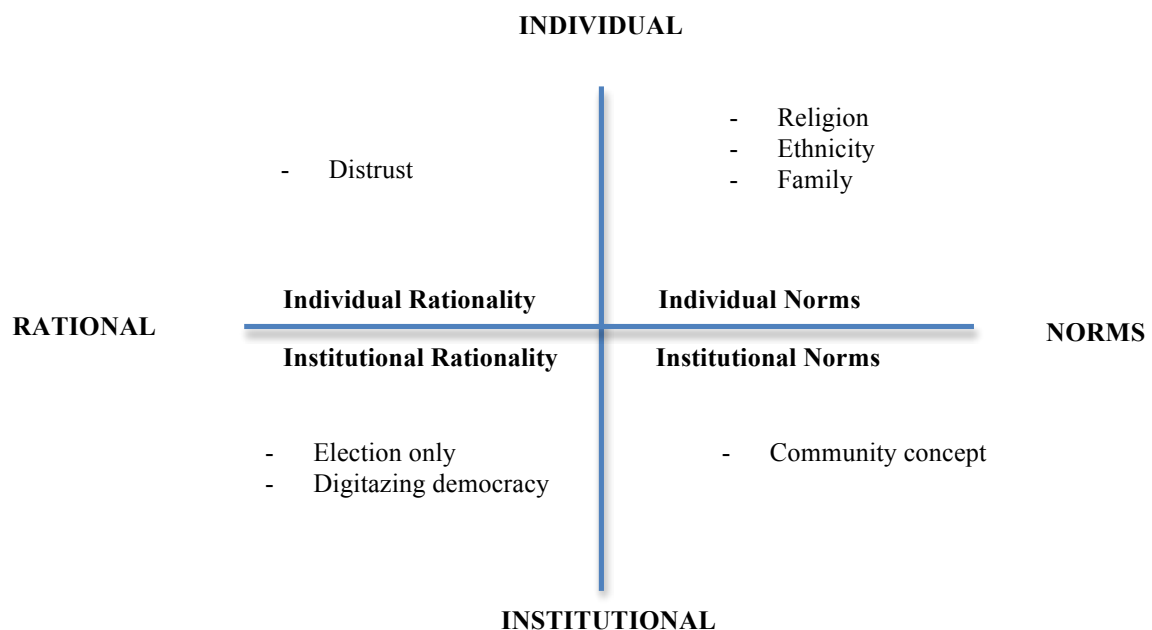 INDIVIDUAL
- Religion
- Ethnicity
- Family
- Distrust
Individual Rationality
Individual Norms
RATIONAL
NORMS
Institutional Rationality
Institutional Norms
- Election only
- Digitazing democracy
- Community concept
INSTITUTIONAL